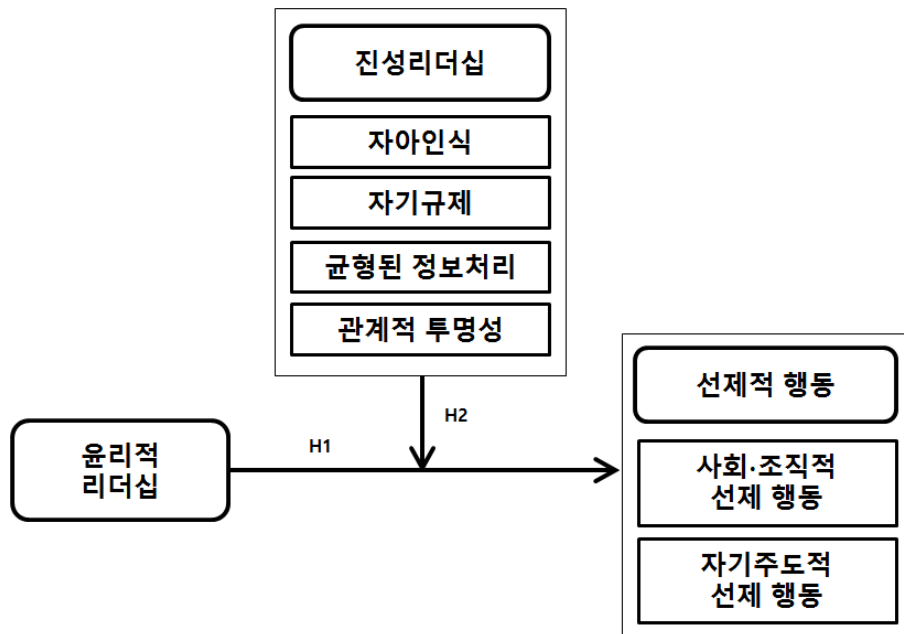 진성리더십
자아인식
자기규제
균형된 정보처리
관계적 투명성
H2
H1
윤리적
리더십
선제적 행동
사회·조직적
선제 행동
자기주도적
선제 행동